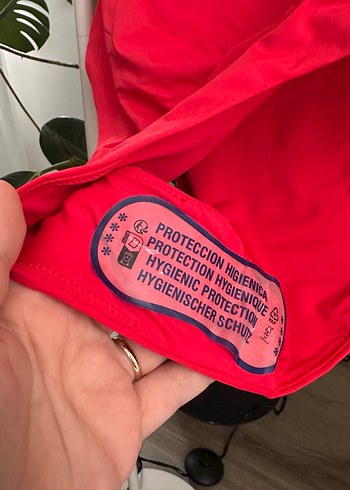 PROTECCION HIGIENICA
PROTECTION HYGIENIQUE
HYGIENIC PROTECTION
HYGIENISCHER SCHUTZ